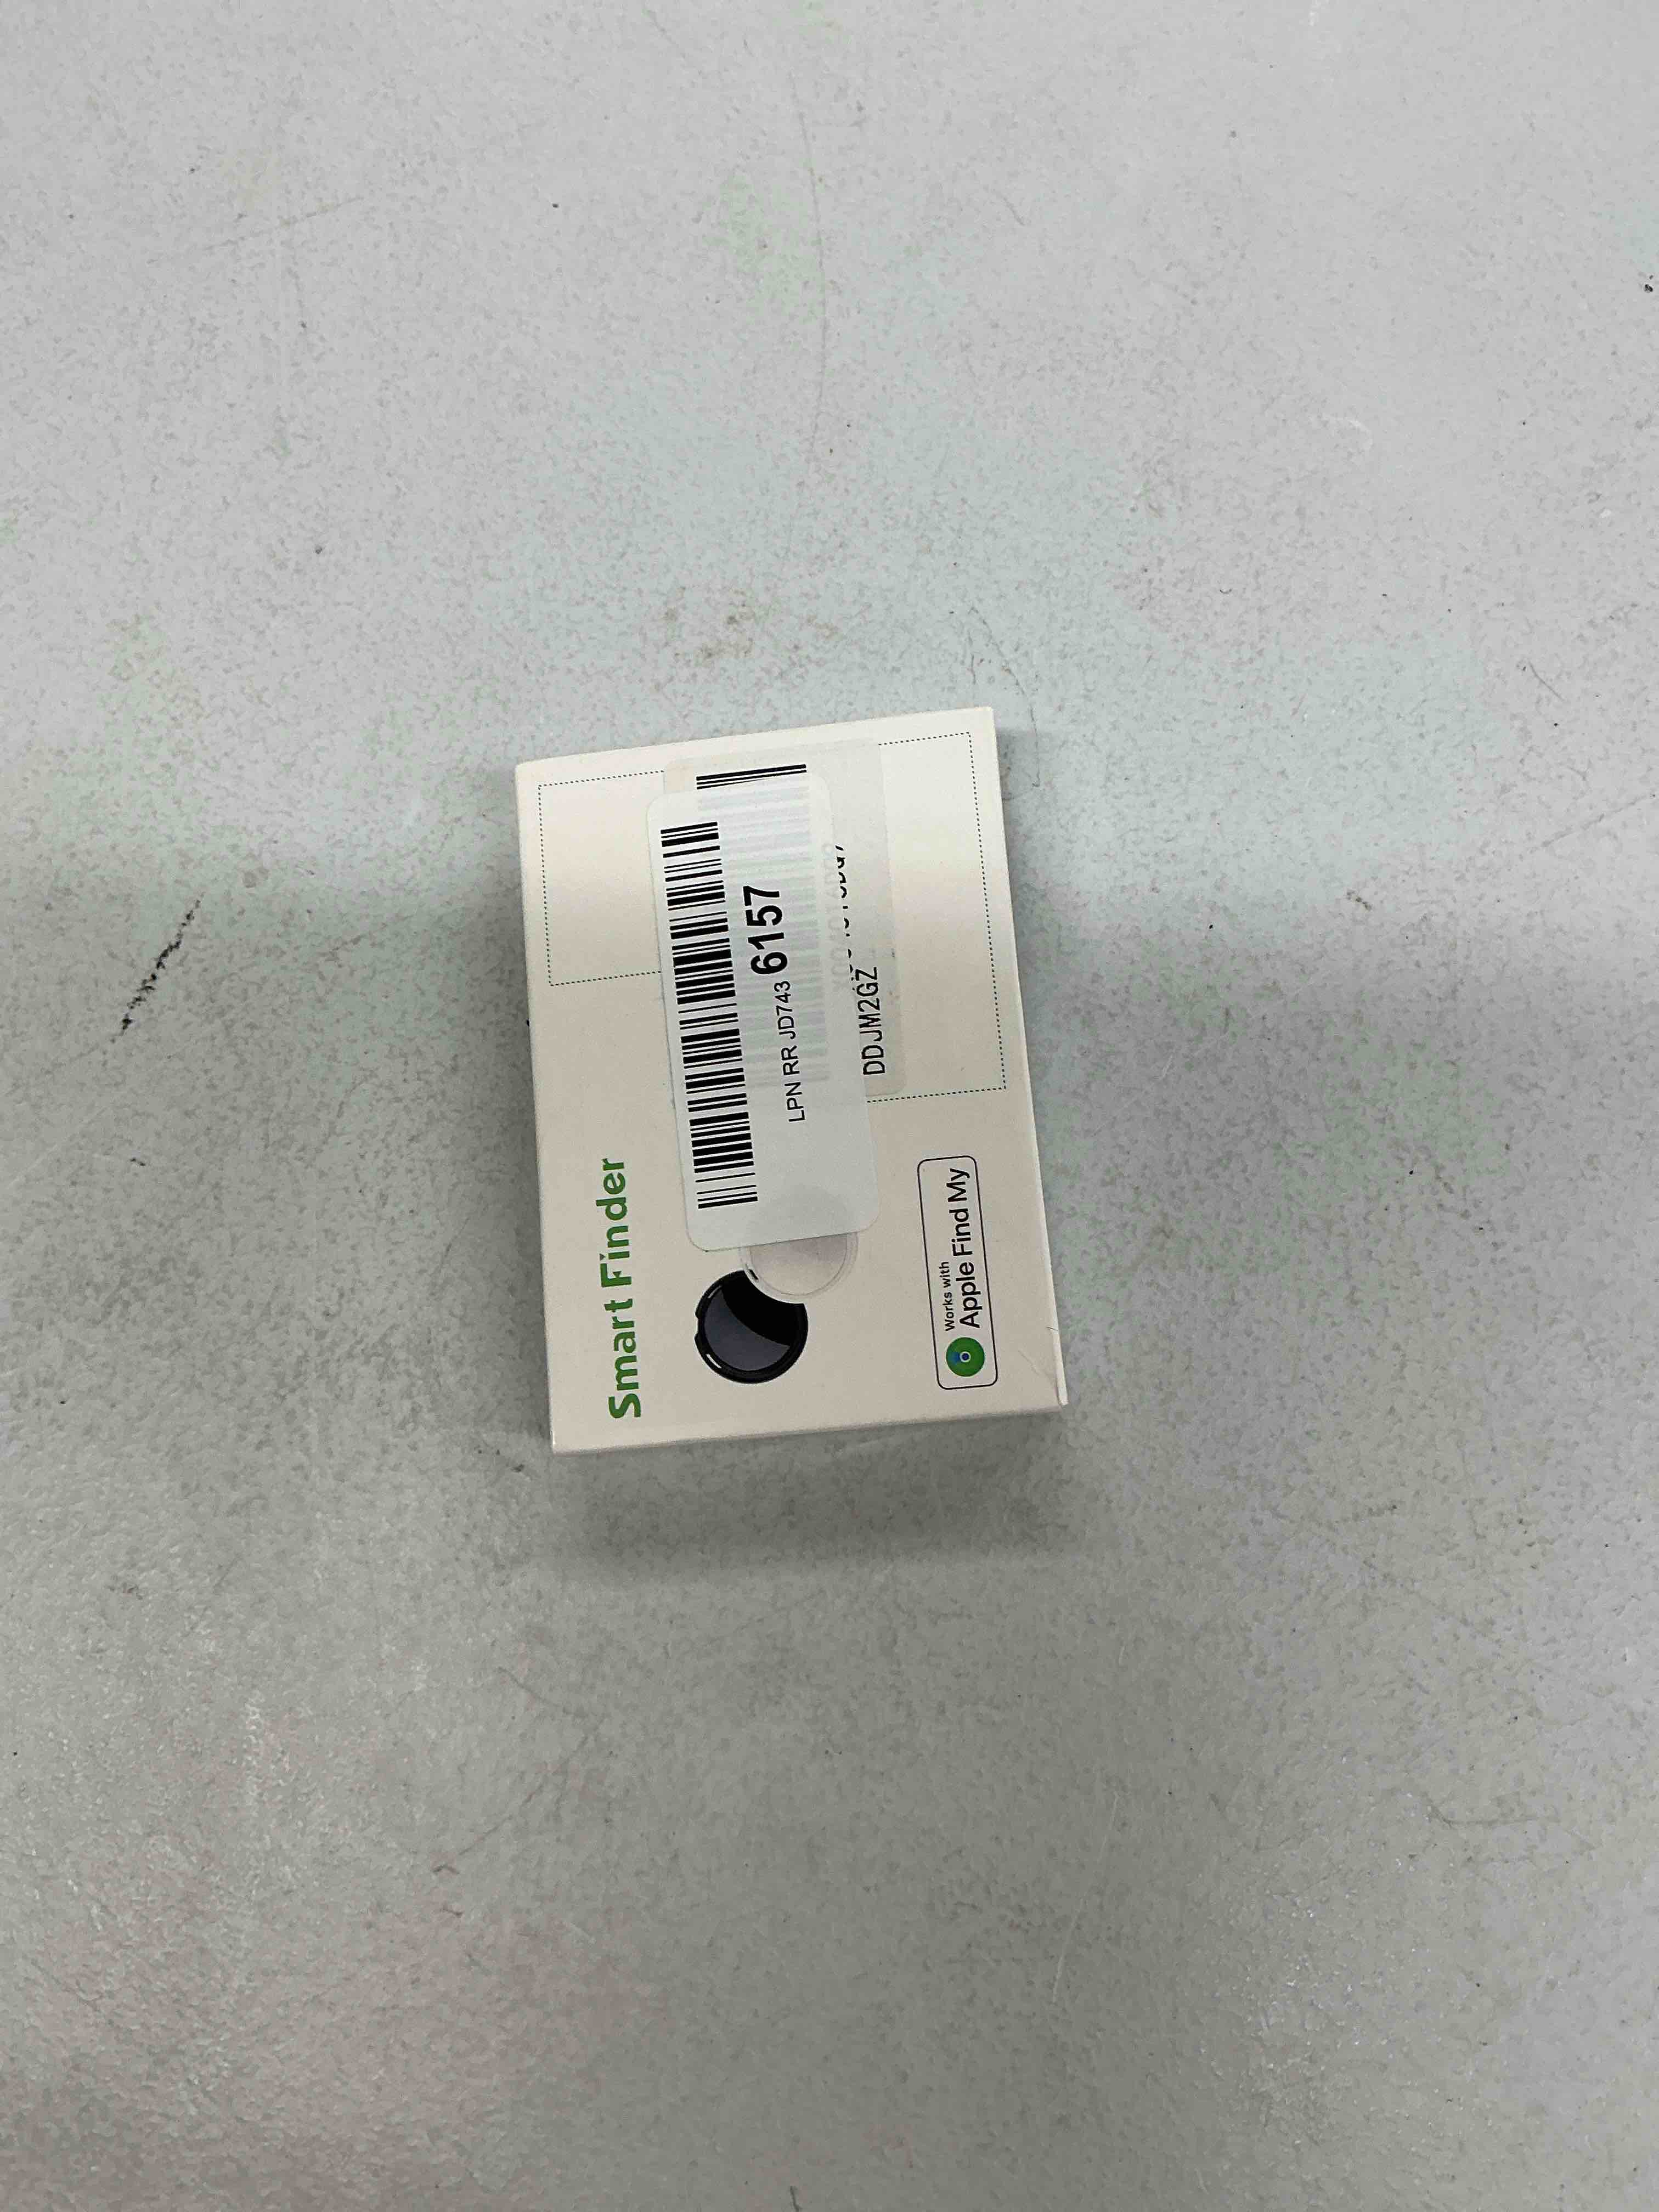 Smart Finder
LPN RR JD743 6157
DDJM2GZ
Works with
Apple Find My